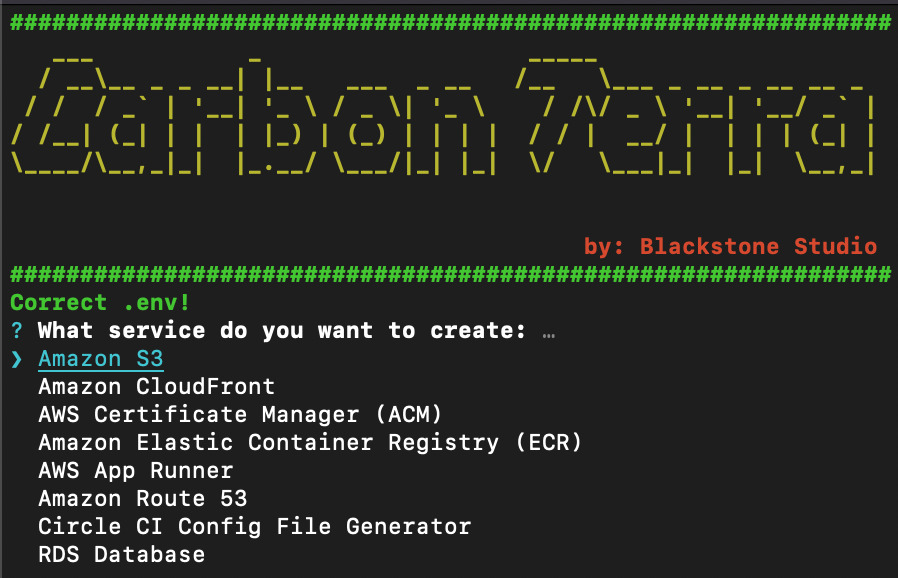 ###############################################################
Carbon Terra
by: Blackstone Studio
###############################################################
Correct .env!
? What service do you want to create: …
❯ Amazon S3
Amazon CloudFront
AWS Certificate Manager (ACM)
Amazon Elastic Container Registry (ECR)
AWS App Runner
Amazon Route 53
Circle CI Config File Generator
RDS Database